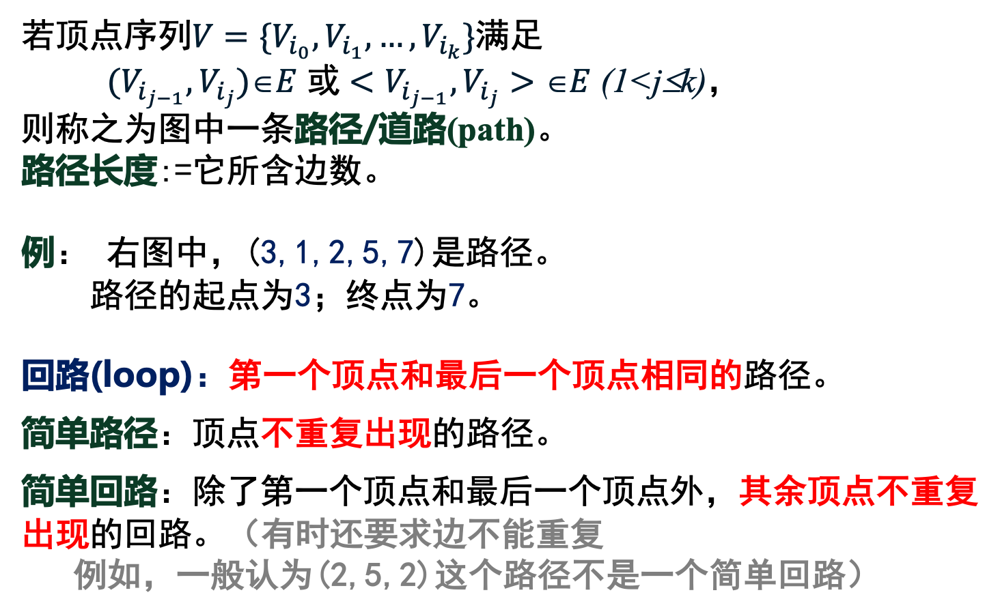 若顶点序列V = {V_{i_0}, V_{i_1}, …, V_{i_k}}满足
(V_{i_{j-1}}, V_{i_j})∈E 或 < V_{i_{j-1}}, V_{i_j} > ∈E (1<j≤k)，
则称之为图中一条路径/道路(path)。
路径长度:=它所含边数。
例： 右图中，(3,1,2,5,7)是路径。
路径的起点为3；终点为7。
回路(loop)：第一个顶点和最后一个顶点相同的路径。
简单路径：顶点不重复出现的路径。
简单回路：除了第一个顶点和最后一个顶点外，其余顶点不重复
出现的回路。（有时还要求边不能重复
例如，一般认为(2,5,2)这个路径不是一个简单回路）